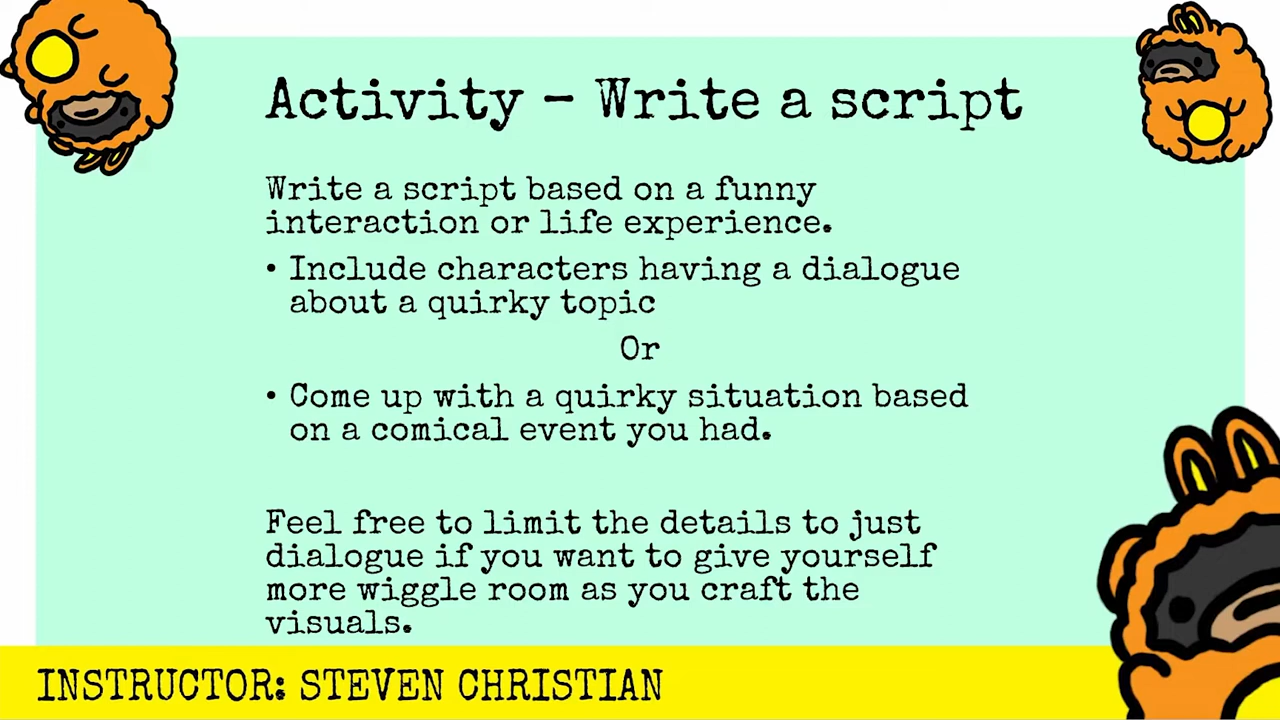 Activity - Write a script
Write a script based on a funny
interaction or life experience.
• Include characters having a dialogue
about a quirky topic
Or
• Come up with a quirky situation based
on a comical event you had.
Feel free to limit the details to just
dialogue if you want to give yourself
more wiggle room as you craft the
visuals.
INSTRUCTOR: STEVEN CHRISTIAN